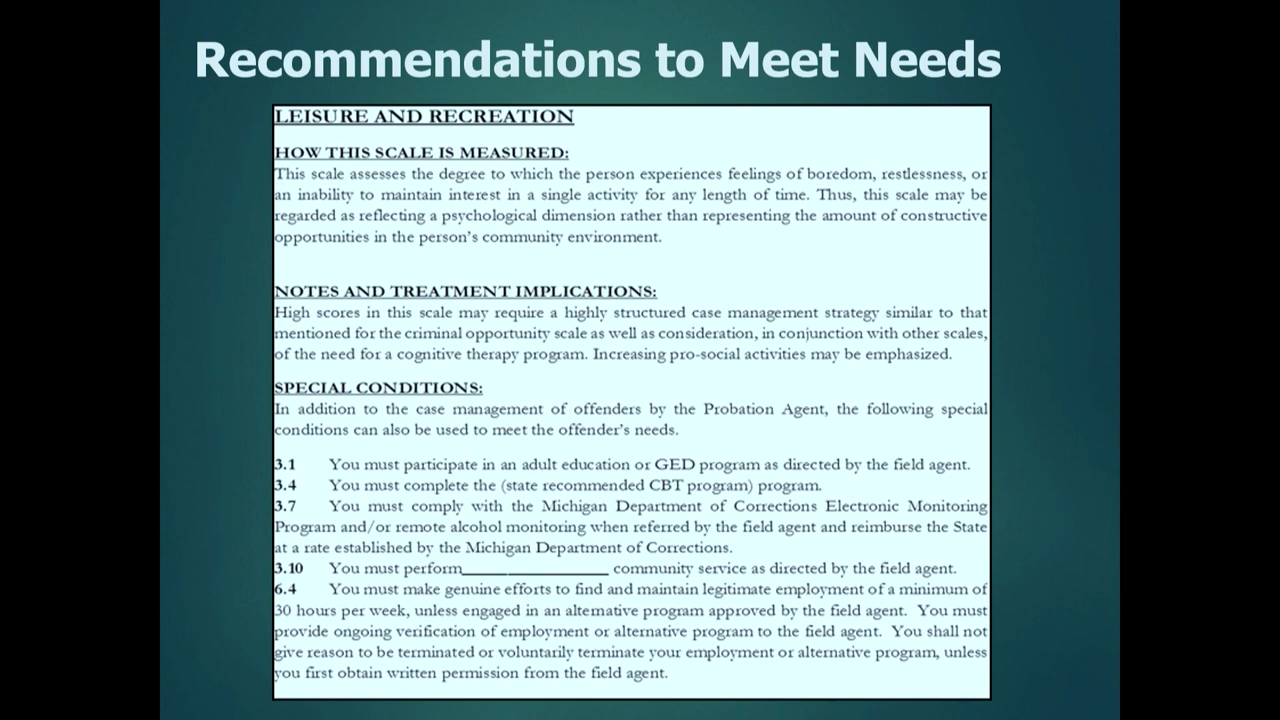 Recommendations to Meet Needs
LEISURE AND RECREATION
HOW THIS SCALE IS MEASURED:
This scale assesses the degree to which the person experiences feelings of boredom, restlessness, or
an inability to maintain interest in a single activity for any length of time. Thus, this scale may be
regarded as reflecting a psychological dimension rather than representing the amount of constructive
opportunities in the person's community environment.
NOTES AND TREATMENT IMPLICATIONS:
High scores in this scale may require a highly structured case management strategy similar to that
mentioned for the criminal opportunity scale as well as consideration, in conjunction with other scales,
of the need for a cognitive therapy program. Increasing pro-social activities may be emphasized.
SPECIAL CONDITIONS:
In addition to the case management of offenders by the Probation Agent, the following special
conditions can also be used to meet the offender's needs.
3.1 You must participate in an adult education or GED program as directed by the field agent.
3.4 You must complete the (state recommended CBT program) program.
3.7 You must comply with the Michigan Department of Corrections Electronic Monitoring
Program and/or remote alcohol monitoring when referred by the field agent and reimburse the State
at a rate established by the Michigan Department of Corrections.
3.10 You must perform________________ community service as directed by the field agent.
6.4 You must make genuine efforts to find and maintain legitimate employment of a minimum of
30 hours per week, unless engaged in an alternative program approved by the field agent. You must
provide ongoing verification of employment or alternative program to the field agent. You shall not
give reason to be terminated or voluntarily terminate your employment or alternative program, unless
you first obtain written permission from the field agent.